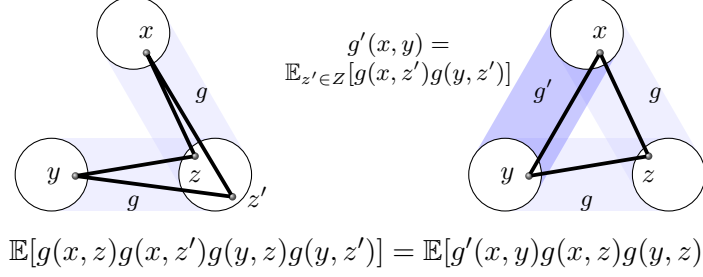 x
g
y
z
g
z′
g′(x, y) =
𝔼_{z′∈Z}[g(x, z′)g(y, z′)]
x
g′
g
y
z
g
𝔼[g(x, z)g(x, z′)g(y, z)g(y, z′)] = 𝔼[g′(x, y)g(x, z)g(y, z)